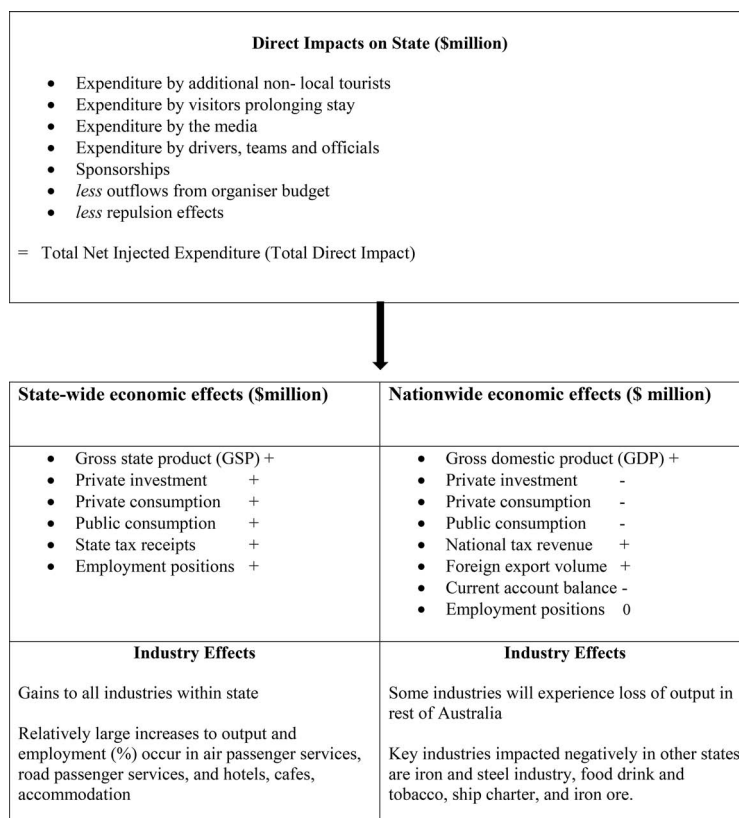 Direct Impacts on State ($million)
• Expenditure by additional non- local tourists
• Expenditure by visitors prolonging stay
• Expenditure by the media
• Expenditure by drivers, teams and officials
• Sponsorships
• less outflows from organiser budget
• less repulsion effects
= Total Net Injected Expenditure (Total Direct Impact)
State-wide economic effects ($million)
• Gross state product (GSP) +
• Private investment +
• Private consumption +
• Public consumption +
• State tax receipts +
• Employment positions +
Nationwide economic effects ($ million)
• Gross domestic product (GDP) +
• Private investment -
• Private consumption -
• Public consumption -
• National tax revenue +
• Foreign export volume +
• Current account balance -
• Employment positions 0
Industry Effects
Gains to all industries within state
Relatively large increases to output and
employment (%) occur in air passenger services,
road passenger services, and hotels, cafes,
accommodation
Industry Effects
Some industries will experience loss of output in
rest of Australia
Key industries impacted negatively in other states
are iron and steel industry, food drink and
tobacco, ship charter, and iron ore.